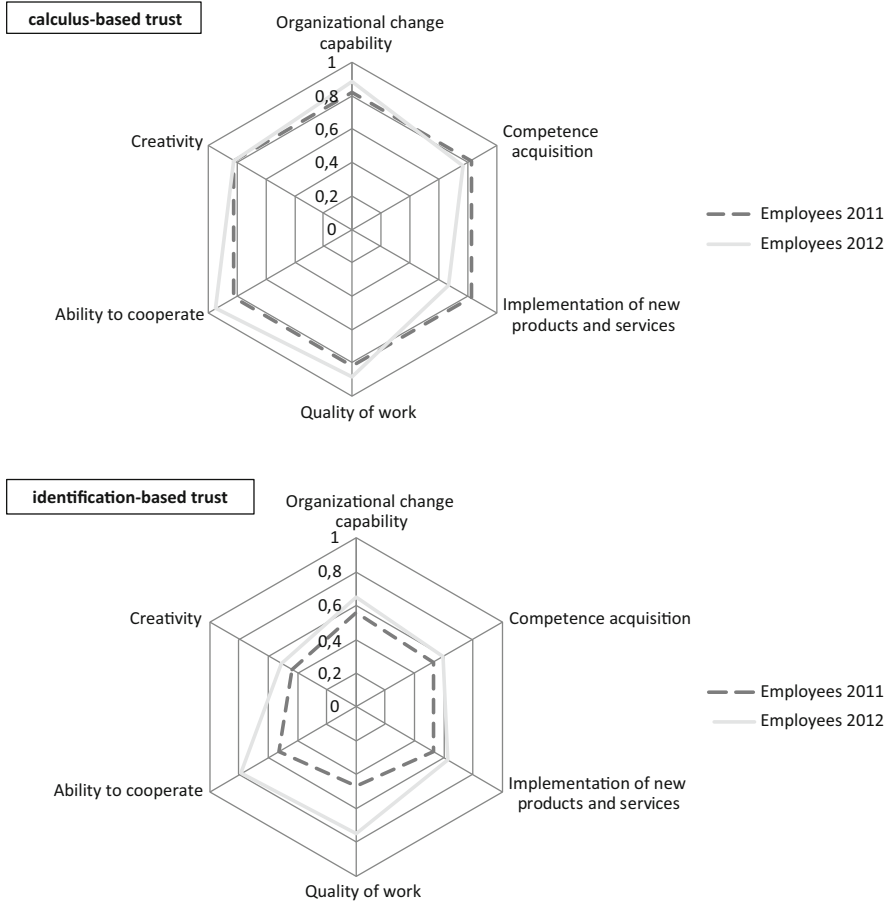 calculus-based trust
Organizational change
capability
1
0,8
0,6
0,4
0,2
0
Creativity
Competence
acquisition
Employees 2011
Employees 2012
Ability to cooperate
Implementation of new
products and services
Quality of work
identification-based trust
Organizational change
capability
1
0,8
0,6
0,4
0,2
0
Creativity
Competence acquisition
Employees 2011
Employees 2012
Ability to cooperate
Implementation of new
products and services
Quality of work